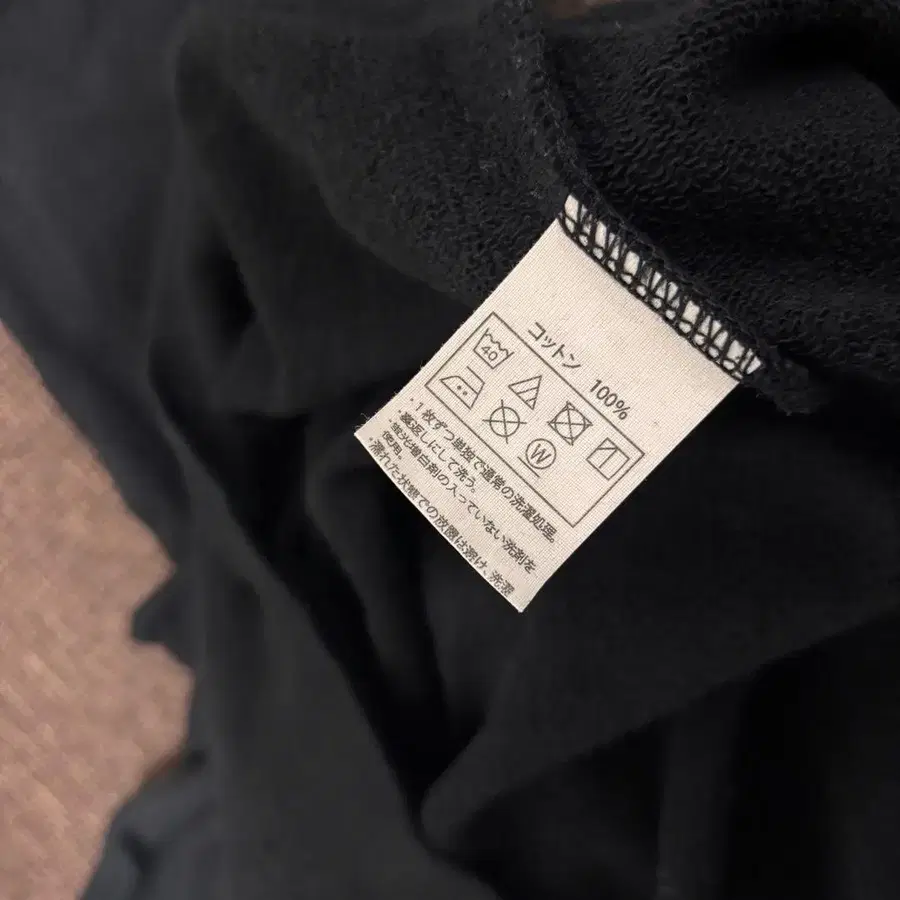 コットン 100%
40
W
・1枚ずつ単独で通常の洗濯処理。
・裏返しにして洗う。
・蛍光増白剤の入っていない洗剤を
使用。
・濡れた状態での放置は避け、洗濯